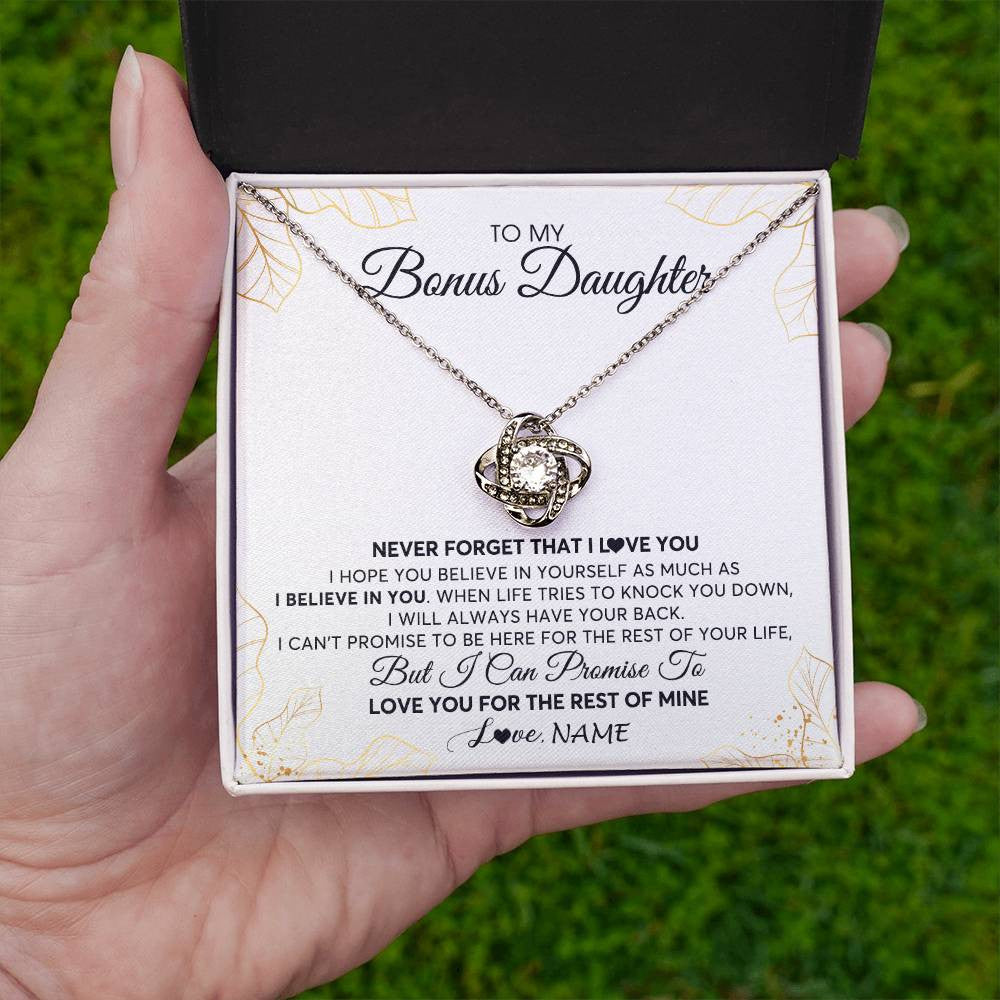 TO MY
Bonus Daughter
NEVER FORGET THAT I L♥VE YOU
I HOPE YOU BELIEVE IN YOURSELF AS MUCH AS
I BELIEVE IN YOU. WHEN LIFE TRIES TO KNOCK YOU DOWN,
I WILL ALWAYS HAVE YOUR BACK.
I CAN'T PROMISE TO BE HERE FOR THE REST OF YOUR LIFE,
But I Can Promise To
LOVE YOU FOR THE REST OF MINE
L♥ve, NAME